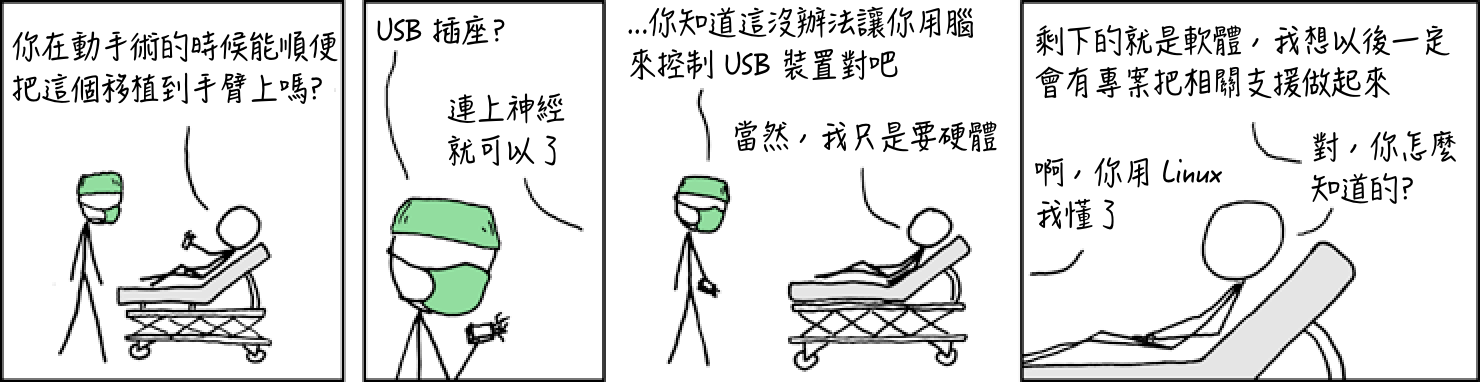 你在動手術的時候能順便
把這個移植到手臂上嗎?
USB 插座?
連上神經
就可以了
...你知道這沒辦法讓你用腦
來控制 USB 裝置對吧
當然，我只是要硬體
剩下的就是軟體，我想以後一定
會有專案把相關支援做起來
啊，你用 Linux
我懂了
對，你怎麼
知道的?